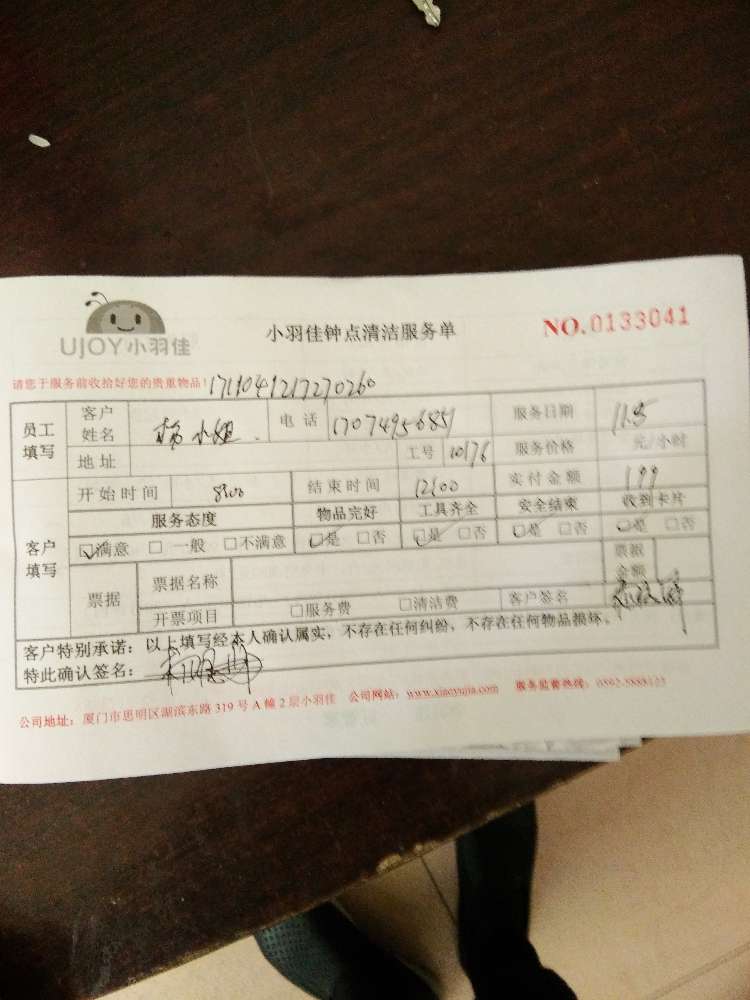 UJOY小羽佳
小羽佳钟点清洁服务单
NO.0133041
请您于服务前收拾好您的贵重物品！1711041217270260
员工填写 客户姓名 杨小姐 电话 17074956851 服务日期 11.5
地址 工号 10176 服务价格 元/小时
开始时间 8:00 结束时间 12:00 实付金额 199
客户填写 服务态度 物品完好 工具齐全 安全结束 收到卡片
☑满意 □一般 □不满意 ☑是 □否 ☑是 □否 ☑是 □否 ☑是 □否
票据 票据名称 票据金额
开票项目 □服务费 □清洁费 客户签名
客户特别承诺：以上填写经本人确认属实，不存在任何纠纷，不存在任何物品损坏。
特此确认签名：
公司地址：厦门市思明区湖滨东路 319 号 A 幢 2 层小羽佳 公司网站：www.xiaoyujia.com 服务监督热线：0592-5888123